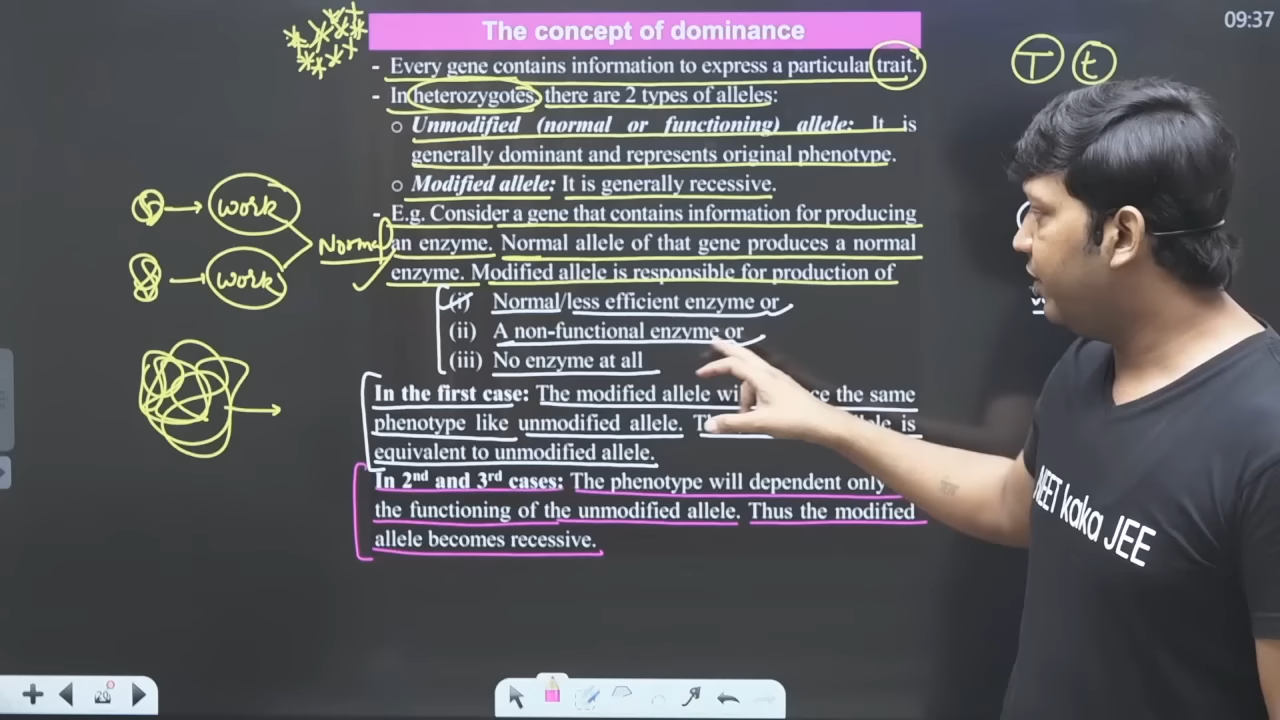 09:37
The concept of dominance
T t
- Every gene contains information to express a particular trait.
- In heterozygotes, there are 2 types of alleles:
o Unmodified (normal or functioning) allele: It is
generally dominant and represents original phenotype.
o Modified allele: It is generally recessive.
work
work
Normal
- E.g. Consider a gene that contains information for producing
an enzyme. Normal allele of that gene produces a normal
enzyme. Modified allele is responsible for production of
(i) Normal/less efficient enzyme or
(ii) A non-functional enzyme or
(iii) No enzyme at all
In the first case: The modified allele the same
phenotype like unmodified allele. is
equivalent to unmodified allele.
In 2nd and 3rd cases: The phenotype will dependent only
the functioning of the unmodified allele. Thus the modified
allele becomes recessive.
NEET kaka JEE
20